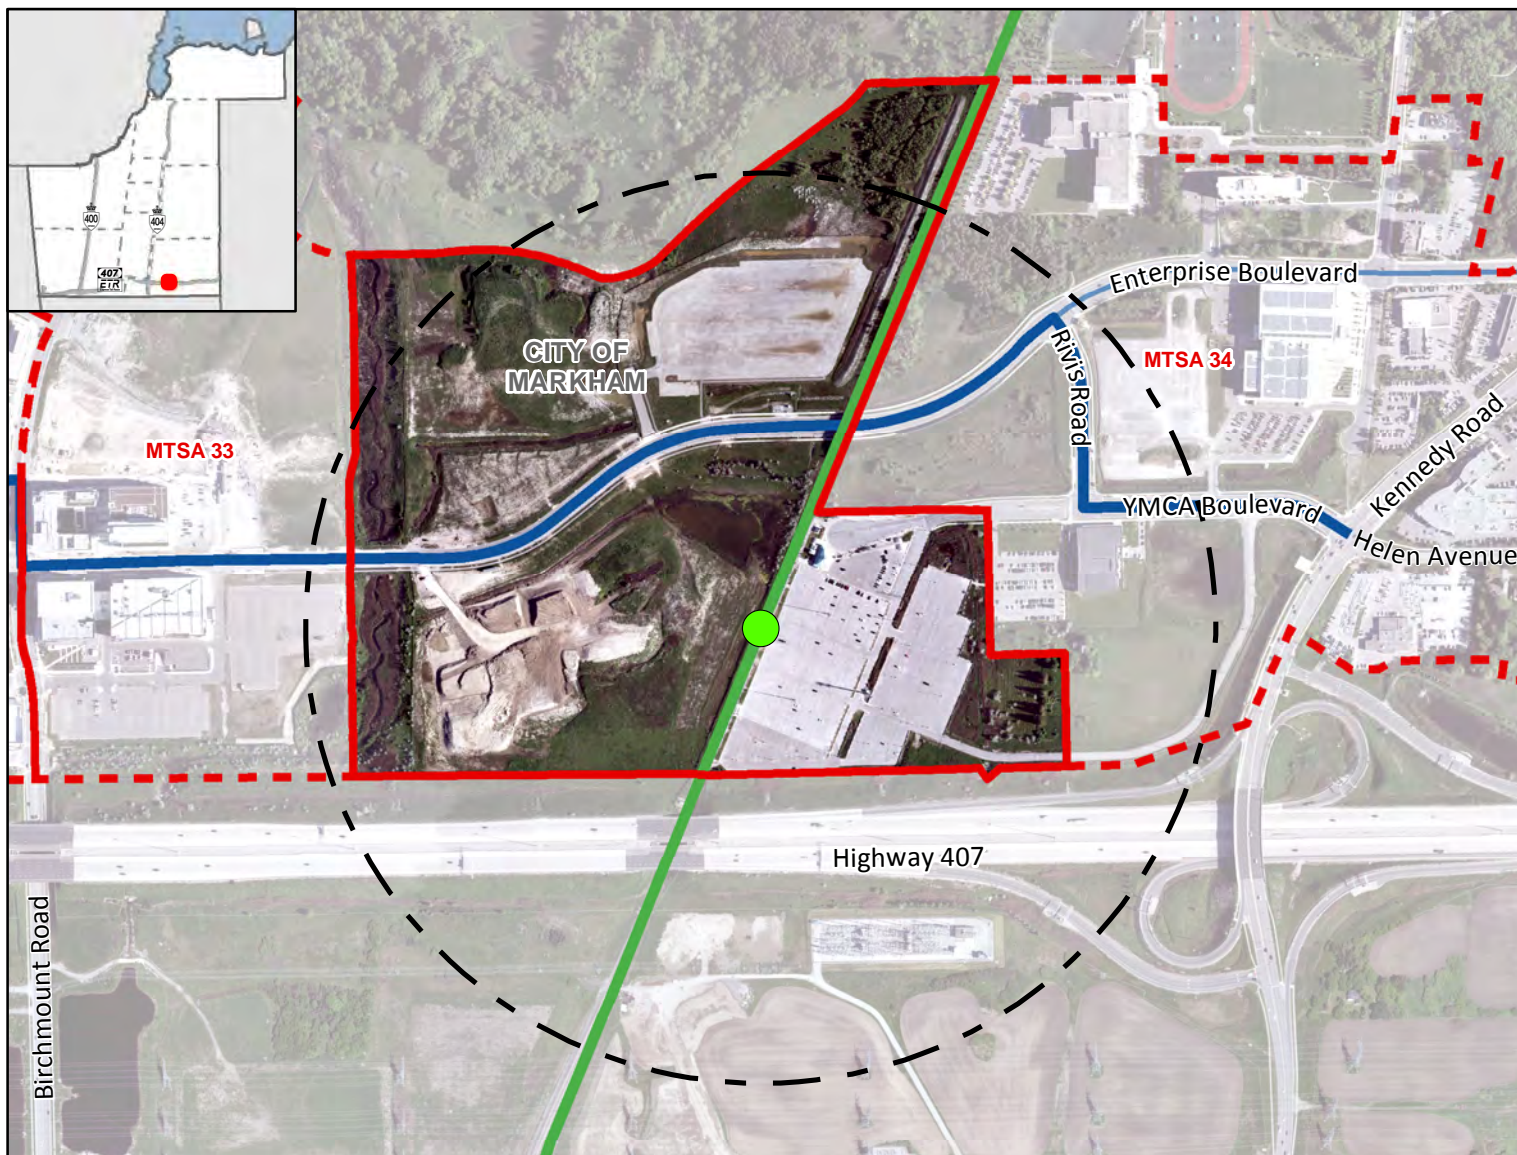 400
404
407
ETR
Enterprise Boulevard
CITY OF
MARKHAM
Rivis Road
MTSA 34
MTSA 33
Kennedy Road
YMCA Boulevard
Helen Avenue
Highway 407
Birchmount Road